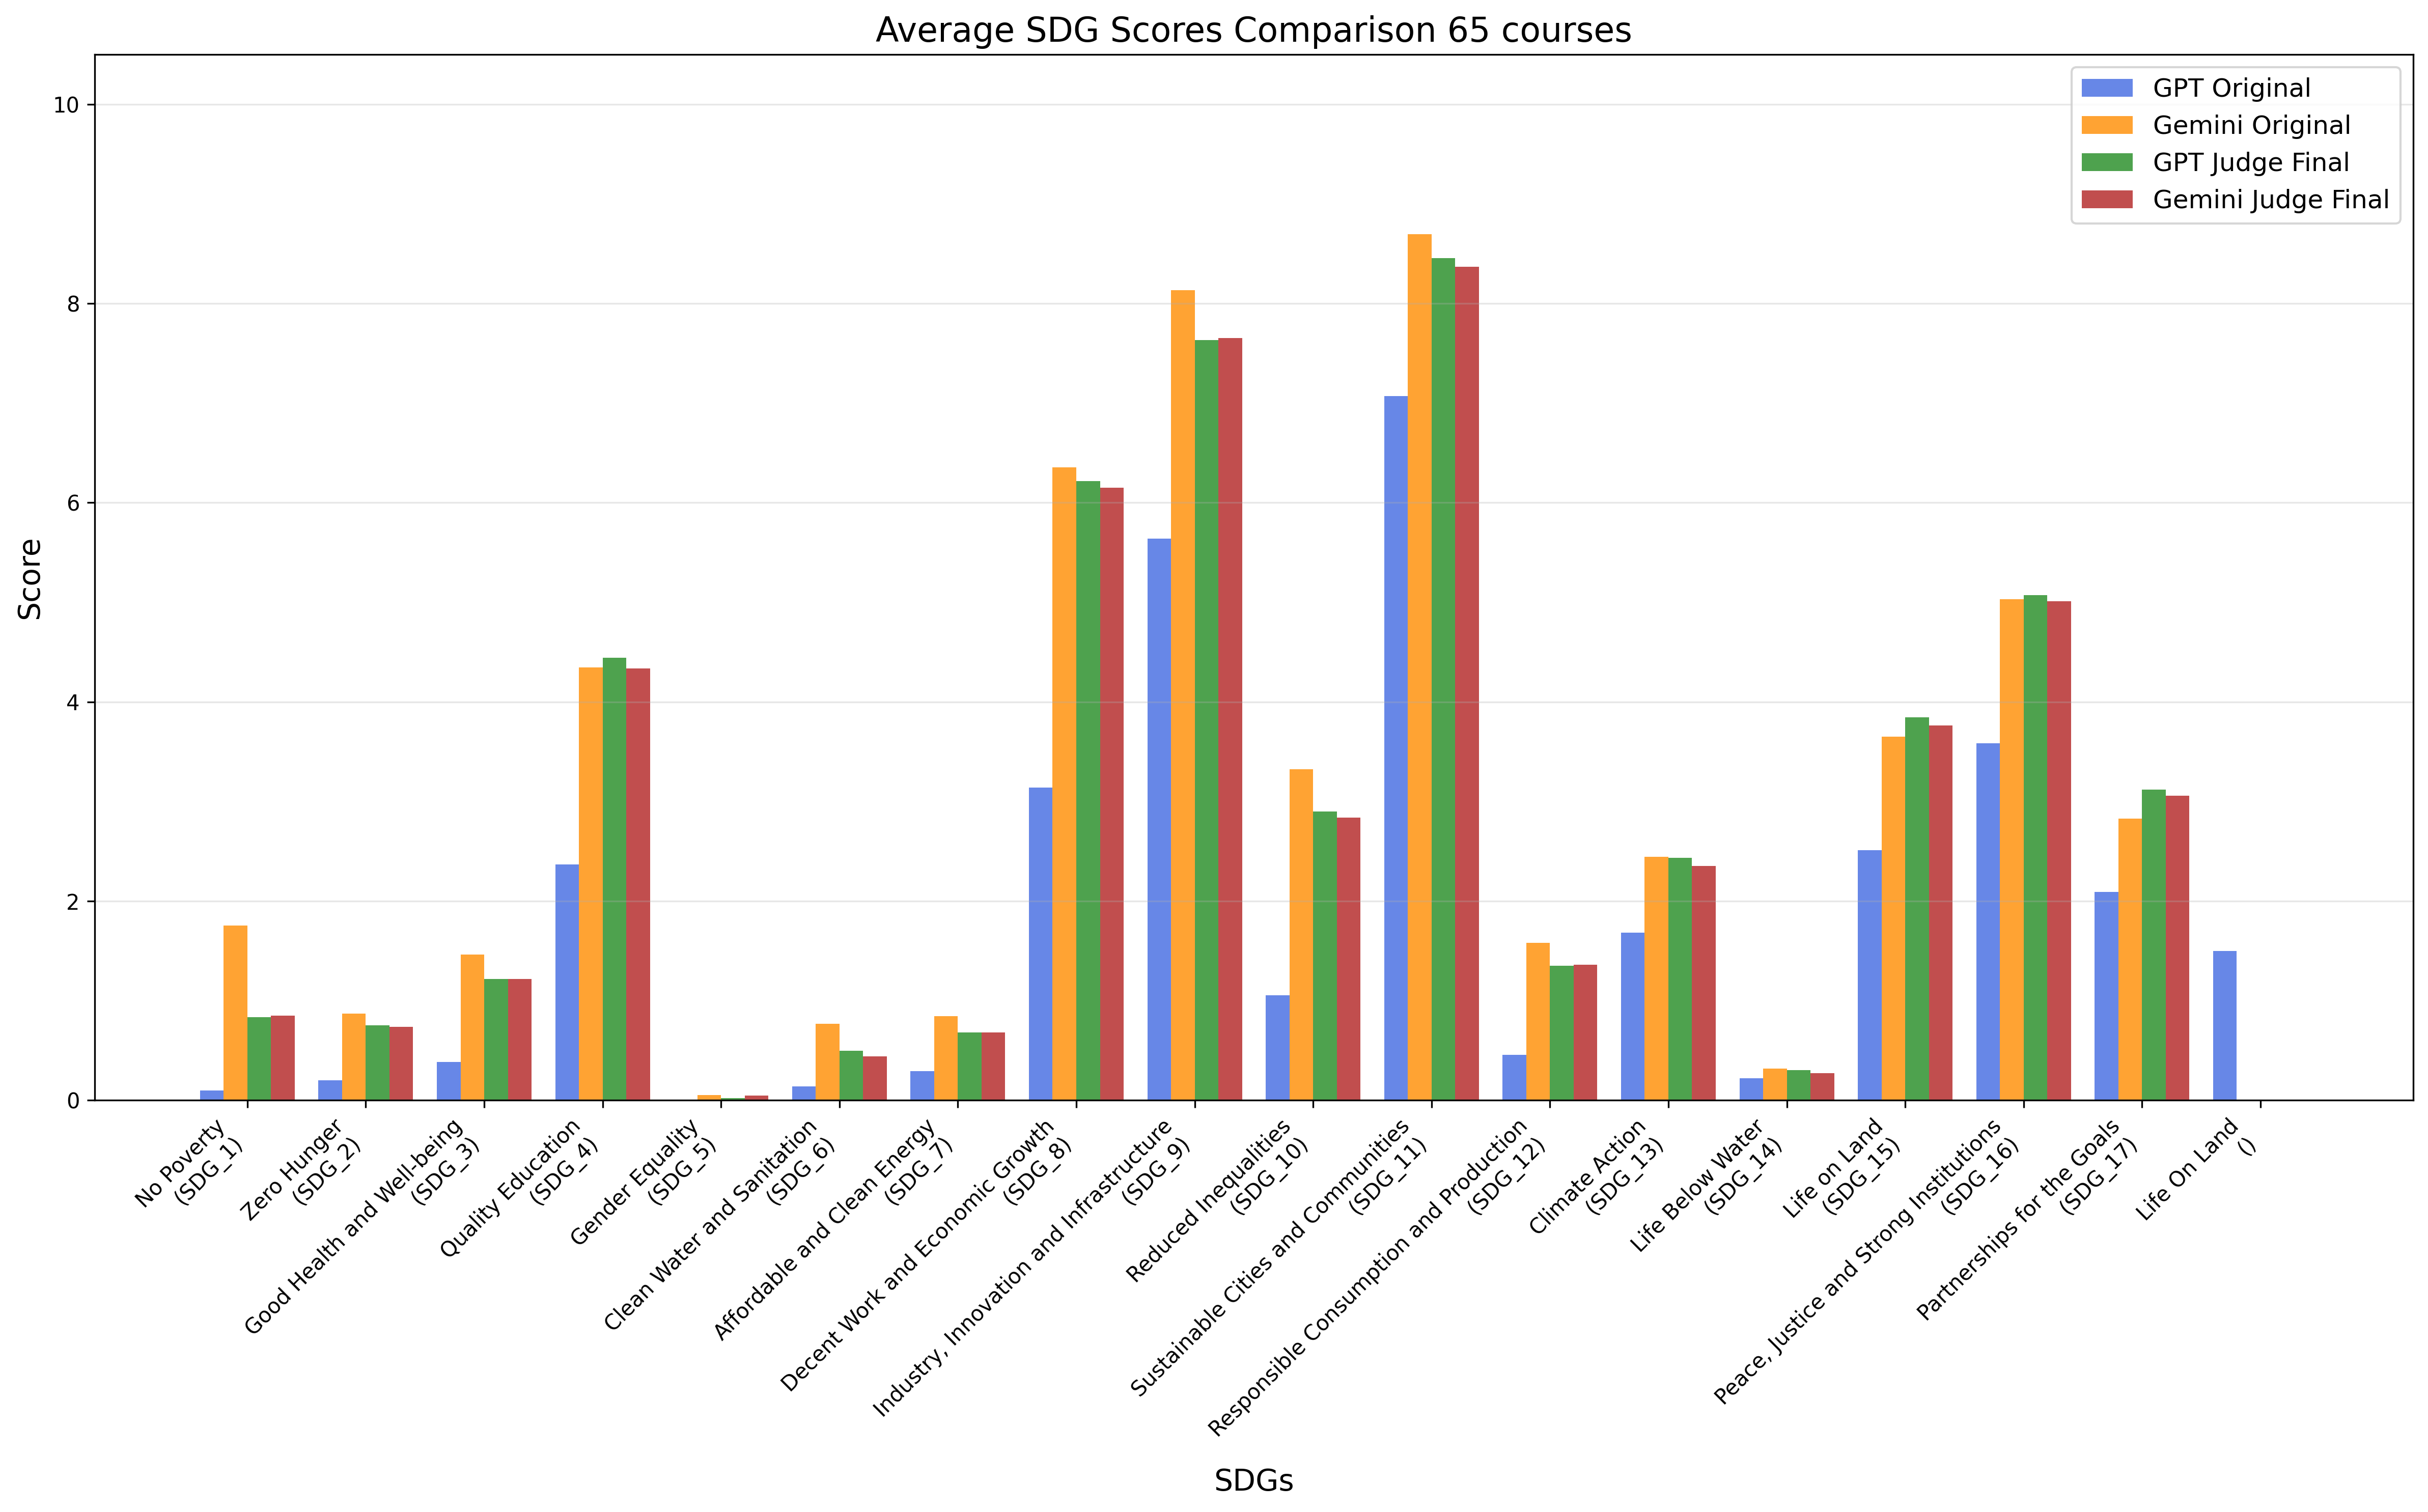 Average SDG Scores Comparison 65 courses
GPT Original
Gemini Original
GPT Judge Final
Gemini Judge Final
Score
10
8
6
4
2
0
No Poverty
(SDG_1)
Zero Hunger
(SDG_2)
Good Health and Well-being
(SDG_3)
Quality Education
(SDG_4)
Gender Equality
(SDG_5)
Clean Water and Sanitation
(SDG_6)
Affordable and Clean Energy
(SDG_7)
Decent Work and Economic Growth
(SDG_8)
Industry, Innovation and Infrastructure
(SDG_9)
Reduced Inequalities
(SDG_10)
Sustainable Cities and Communities
(SDG_11)
Responsible Consumption and Production
(SDG_12)
Climate Action
(SDG_13)
Life Below Water
(SDG_14)
Life on Land
(SDG_15)
Peace, Justice and Strong Institutions
(SDG_16)
Partnerships for the Goals
(SDG_17)
Life On Land
()
SDGs